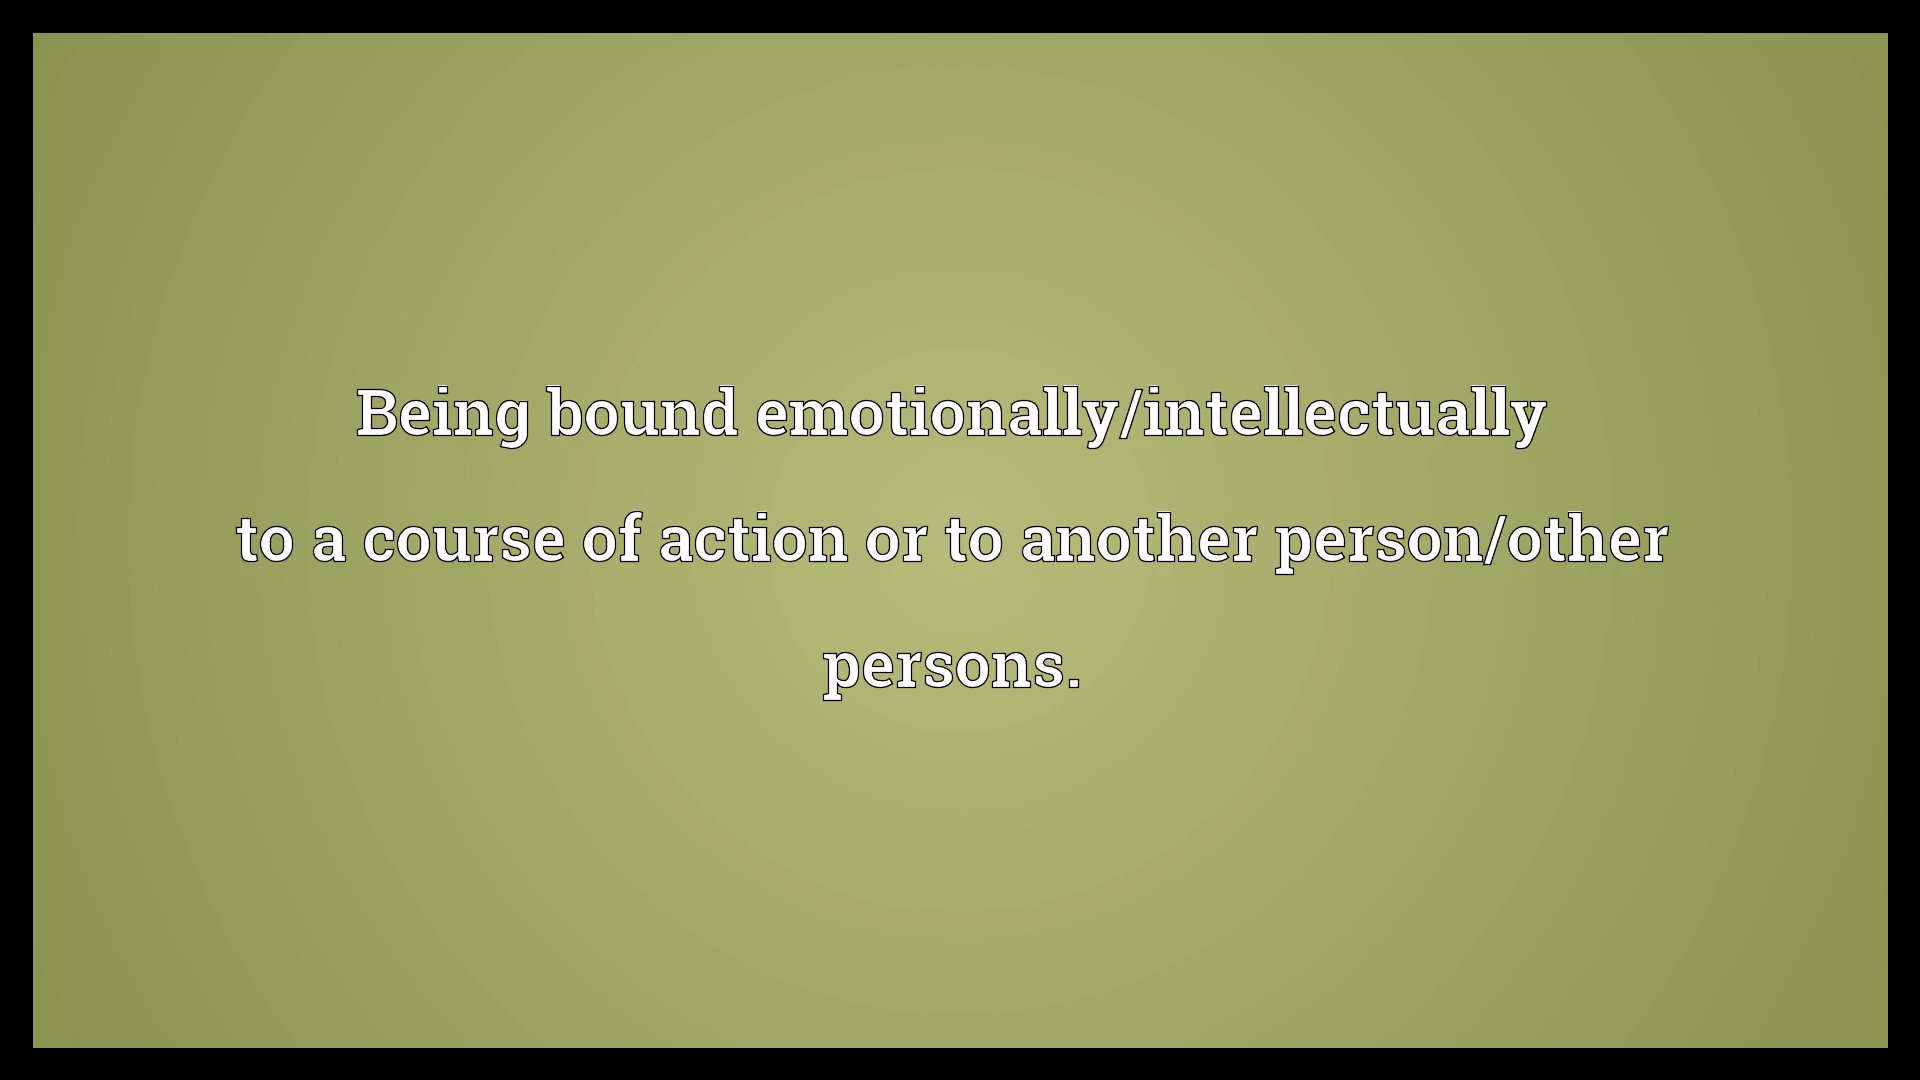 Being bound emotionally/intellectually
to a course of action or to another person/other
persons.